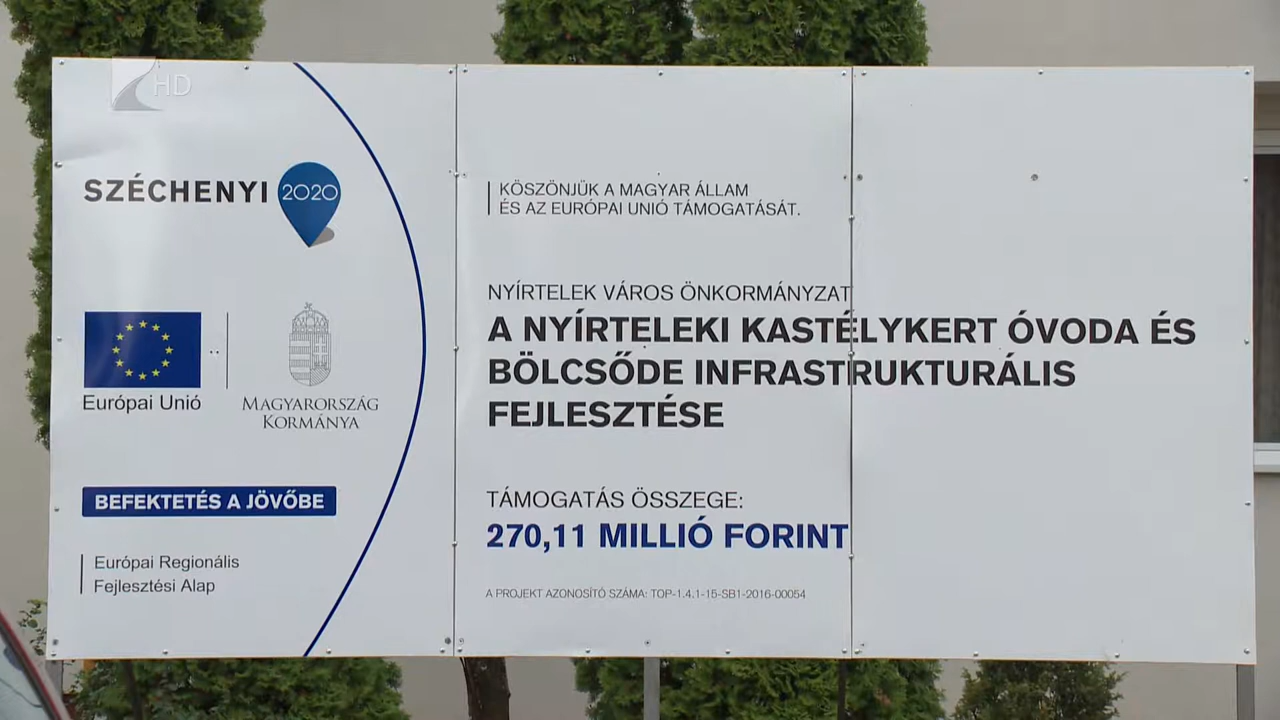 HD
SZÉCHENYI 2020
Európai Unió
MAGYARORSZÁG
KORMÁNYA
BEFEKTETÉS A JÖVŐBE
Európai Regionális
Fejlesztési Alap
KÖSZÖNJÜK A MAGYAR ÁLLAM
ÉS AZ EURÓPAI UNIÓ TÁMOGATÁSÁT.
NYÍRTELEK VÁROS ÖNKORMÁNYZAT
A NYÍRTELEKI KASTÉLYKERT ÓVODA ÉS
BÖLCSŐDE INFRASTRUKTURÁLIS
FEJLESZTÉSE
TÁMOGATÁS ÖSSZEGE:
270,11 MILLIÓ FORINT
A PROJEKT AZONOSÍTÓ SZÁMA: TOP-1.4.1-15-SB1-2016-00054